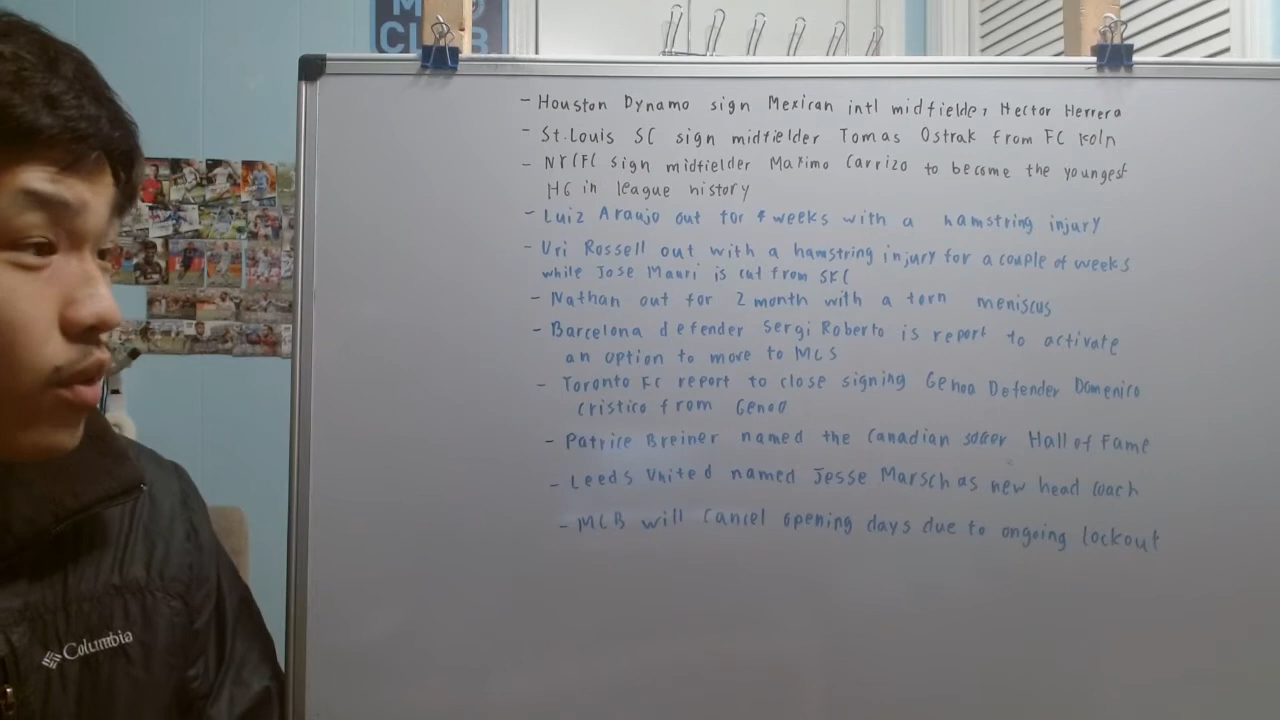 M
CLUB
- Houston Dynamo sign Mexican intl midfielder, Hector Herrera
- St.Louis SC sign midfielder Tomas Ostrak from FC Koln
- NYCFC sign midfielder Maximo Carrizo to become the youngest
HG in league history
- Luiz Araujo out for 4 weeks with a hamstring injury
- Uri Rossell out with a hamstring injury for a couple of weeks
while Jose Mauri is cut from SKC
- Nathan out for 2 month with a torn meniscus
- Barcelona defender Sergi Roberto is report to activate
an option to move to MLS
- Toronto FC report to close signing Genoa Defender Domenico
Cristico from Genoa
- Patrice Breiner named the Canadian soccer Hall of Fame
- Leeds United named Jesse Marsch as new head coach
- MLB will cancel opening days due to ongoing lockout
Columbia